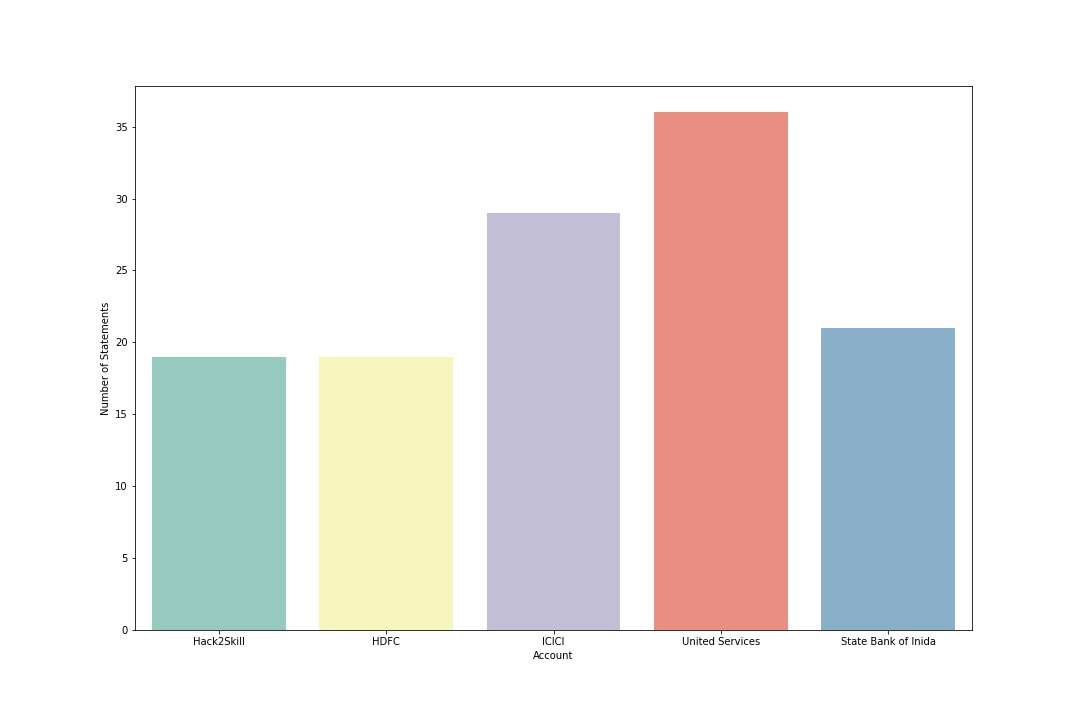 35
30
25
20
15
10
5
0
Number of Statements
Hack2Skill HDFC ICICI United Services State Bank of Inida
Account